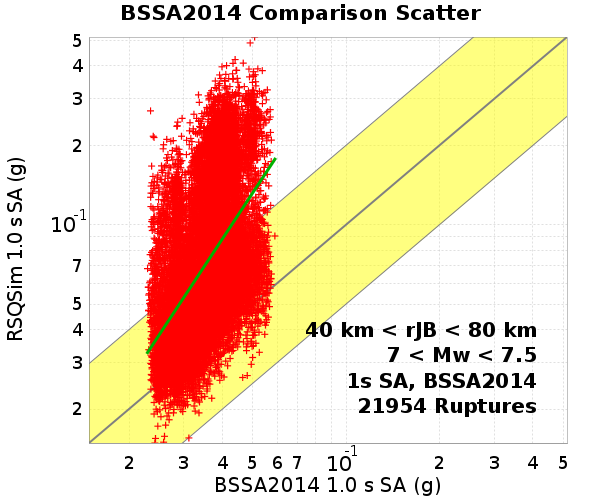 BSSA2014 Comparison Scatter
RSQSim 1.0 s SA (g)
5
4
3
2
10-1
7
5
4
3
2
40 km < rJB < 80 km
7 < Mw < 7.5
1s SA, BSSA2014
21954 Ruptures
2 3 4 5 6 7 10-1 2 3 4 5
BSSA2014 1.0 s SA (g)